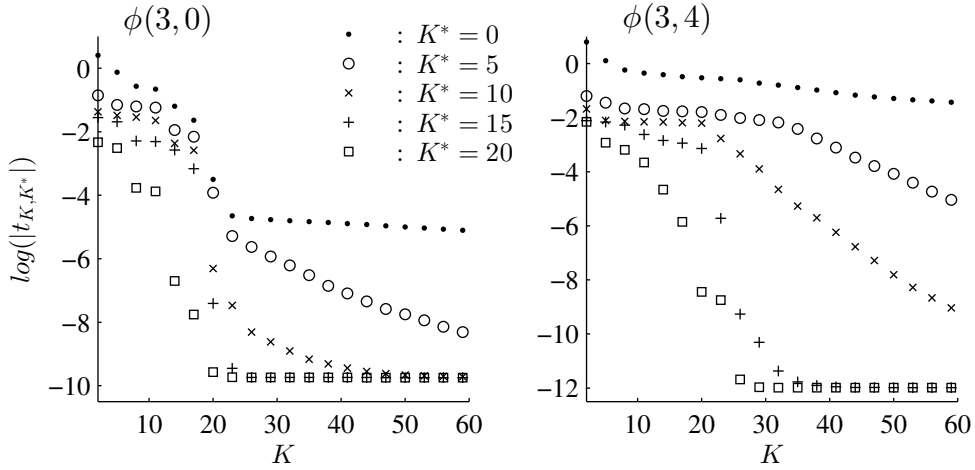 ϕ(3, 0)
: K* = 0
: K* = 5
: K* = 10
: K* = 15
: K* = 20
log(|t_{K,K*}|)
0
−2
−4
−6
−8
−10
10 20 30 40 50 60
K
ϕ(3, 4)
0
−2
−4
−6
−8
−10
−12
10 20 30 40 50 60
K